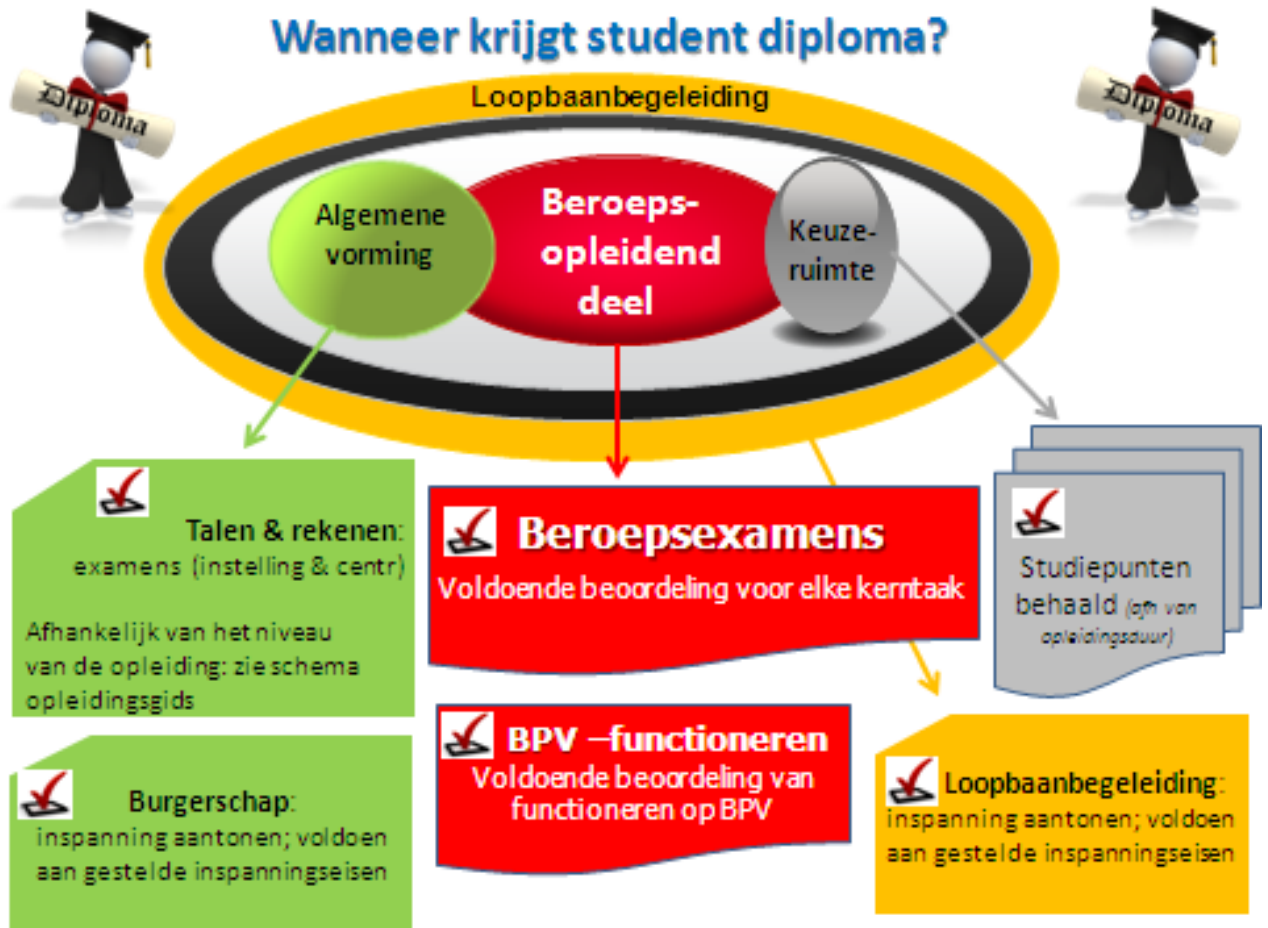 Wanneer krijgt student diploma?
Diploma
Diploma
Loopbaanbegeleiding
Algemene
vorming
Beroeps-
opleidend
deel
Keuze-
ruimte
Talen & rekenen:
examens (instelling & centr)
Afhankelijk van het niveau
van de opleiding: zie schema
opleidingsgids
Beroepsexamens
Voldoende beoordeling voor elke kerntaak
Studiepunten
behaald (afh van
opleidingsduur)
Burgerschap:
inspanning aantonen; voldoen
aan gestelde inspanningseisen
BPV –functioneren
Voldoende beoordeling van
functioneren op BPV
Loopbaanbegeleiding:
inspanning aantonen; voldoen
aan gestelde inspanningseisen